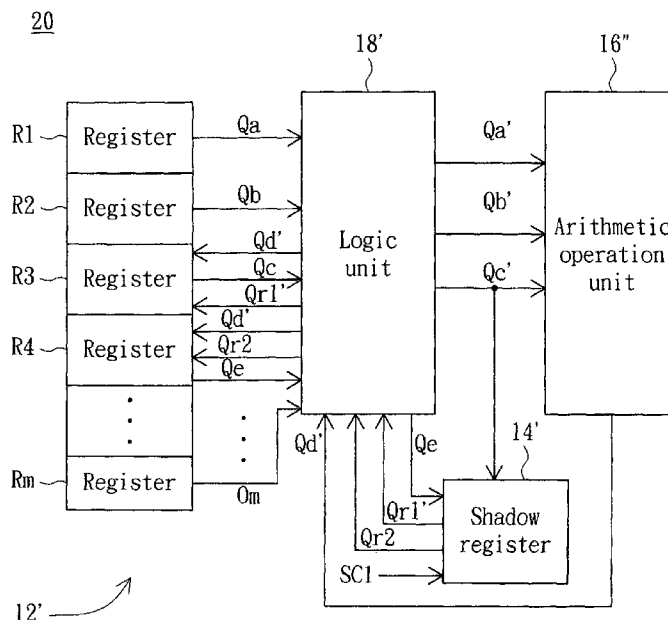 20
18'
16"
R1
Register
Qa
Qa'
R2
Register
Qb
Qb'
Logic
unit
Arithmetic
operation
unit
Qd'
R3
Register
Qc
Qc'
Qr1'
Qd'
R4
Register
Qr2
Qe
Qd'
Qe
14'
Rm
Register
Om
Qr1'
Shadow
register
Qr2
SC1
12'